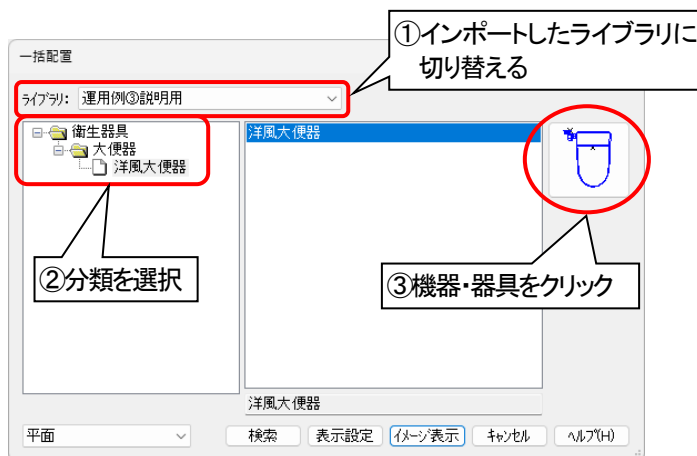 ①インポートしたライブラリに
切り替える
一括配置
ﾗｲﾌﾞﾗﾘ: 運用例③説明用
衛生器具
大便器
洋風大便器
洋風大便器
②分類を選択
③機器・器具をクリック
洋風大便器
平面
検索
表示設定
ｲﾒｰｼﾞ表示
ｷｬﾝｾﾙ
ﾍﾙﾌﾟ(H)